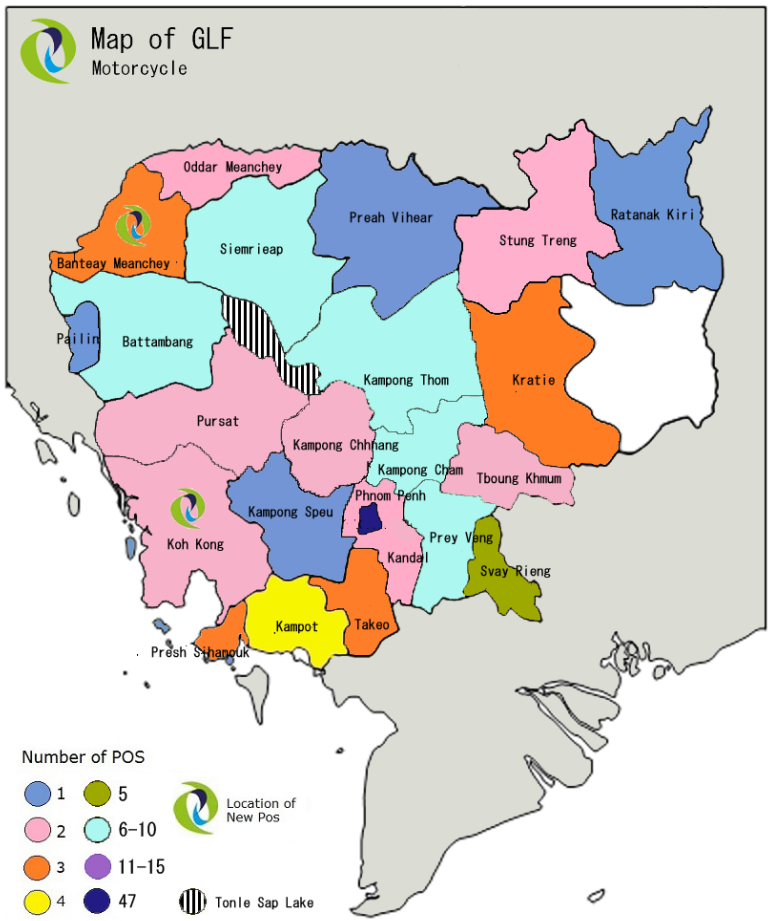 Map of GLF
Motorcycle
Oddar Meanchey
Preah Vihear
Ratanak Kiri
Stung Treng
Siemrieap
Banteay Meanchey
Pailin
Battambang
Kampong Thom
Kratie
Pursat
Kampong Chhnang
Kampong Cham
Tboung Khmum
Phnom Penh
Kampong Speu
Prey Veng
Koh Kong
Kandal
Svay Rieng
Kampot
Takeo
Presh Sihanouk
Number of POS
1
5
2
6-10
3
11-15
4
47
Location of
New Pos
Tonle Sap Lake